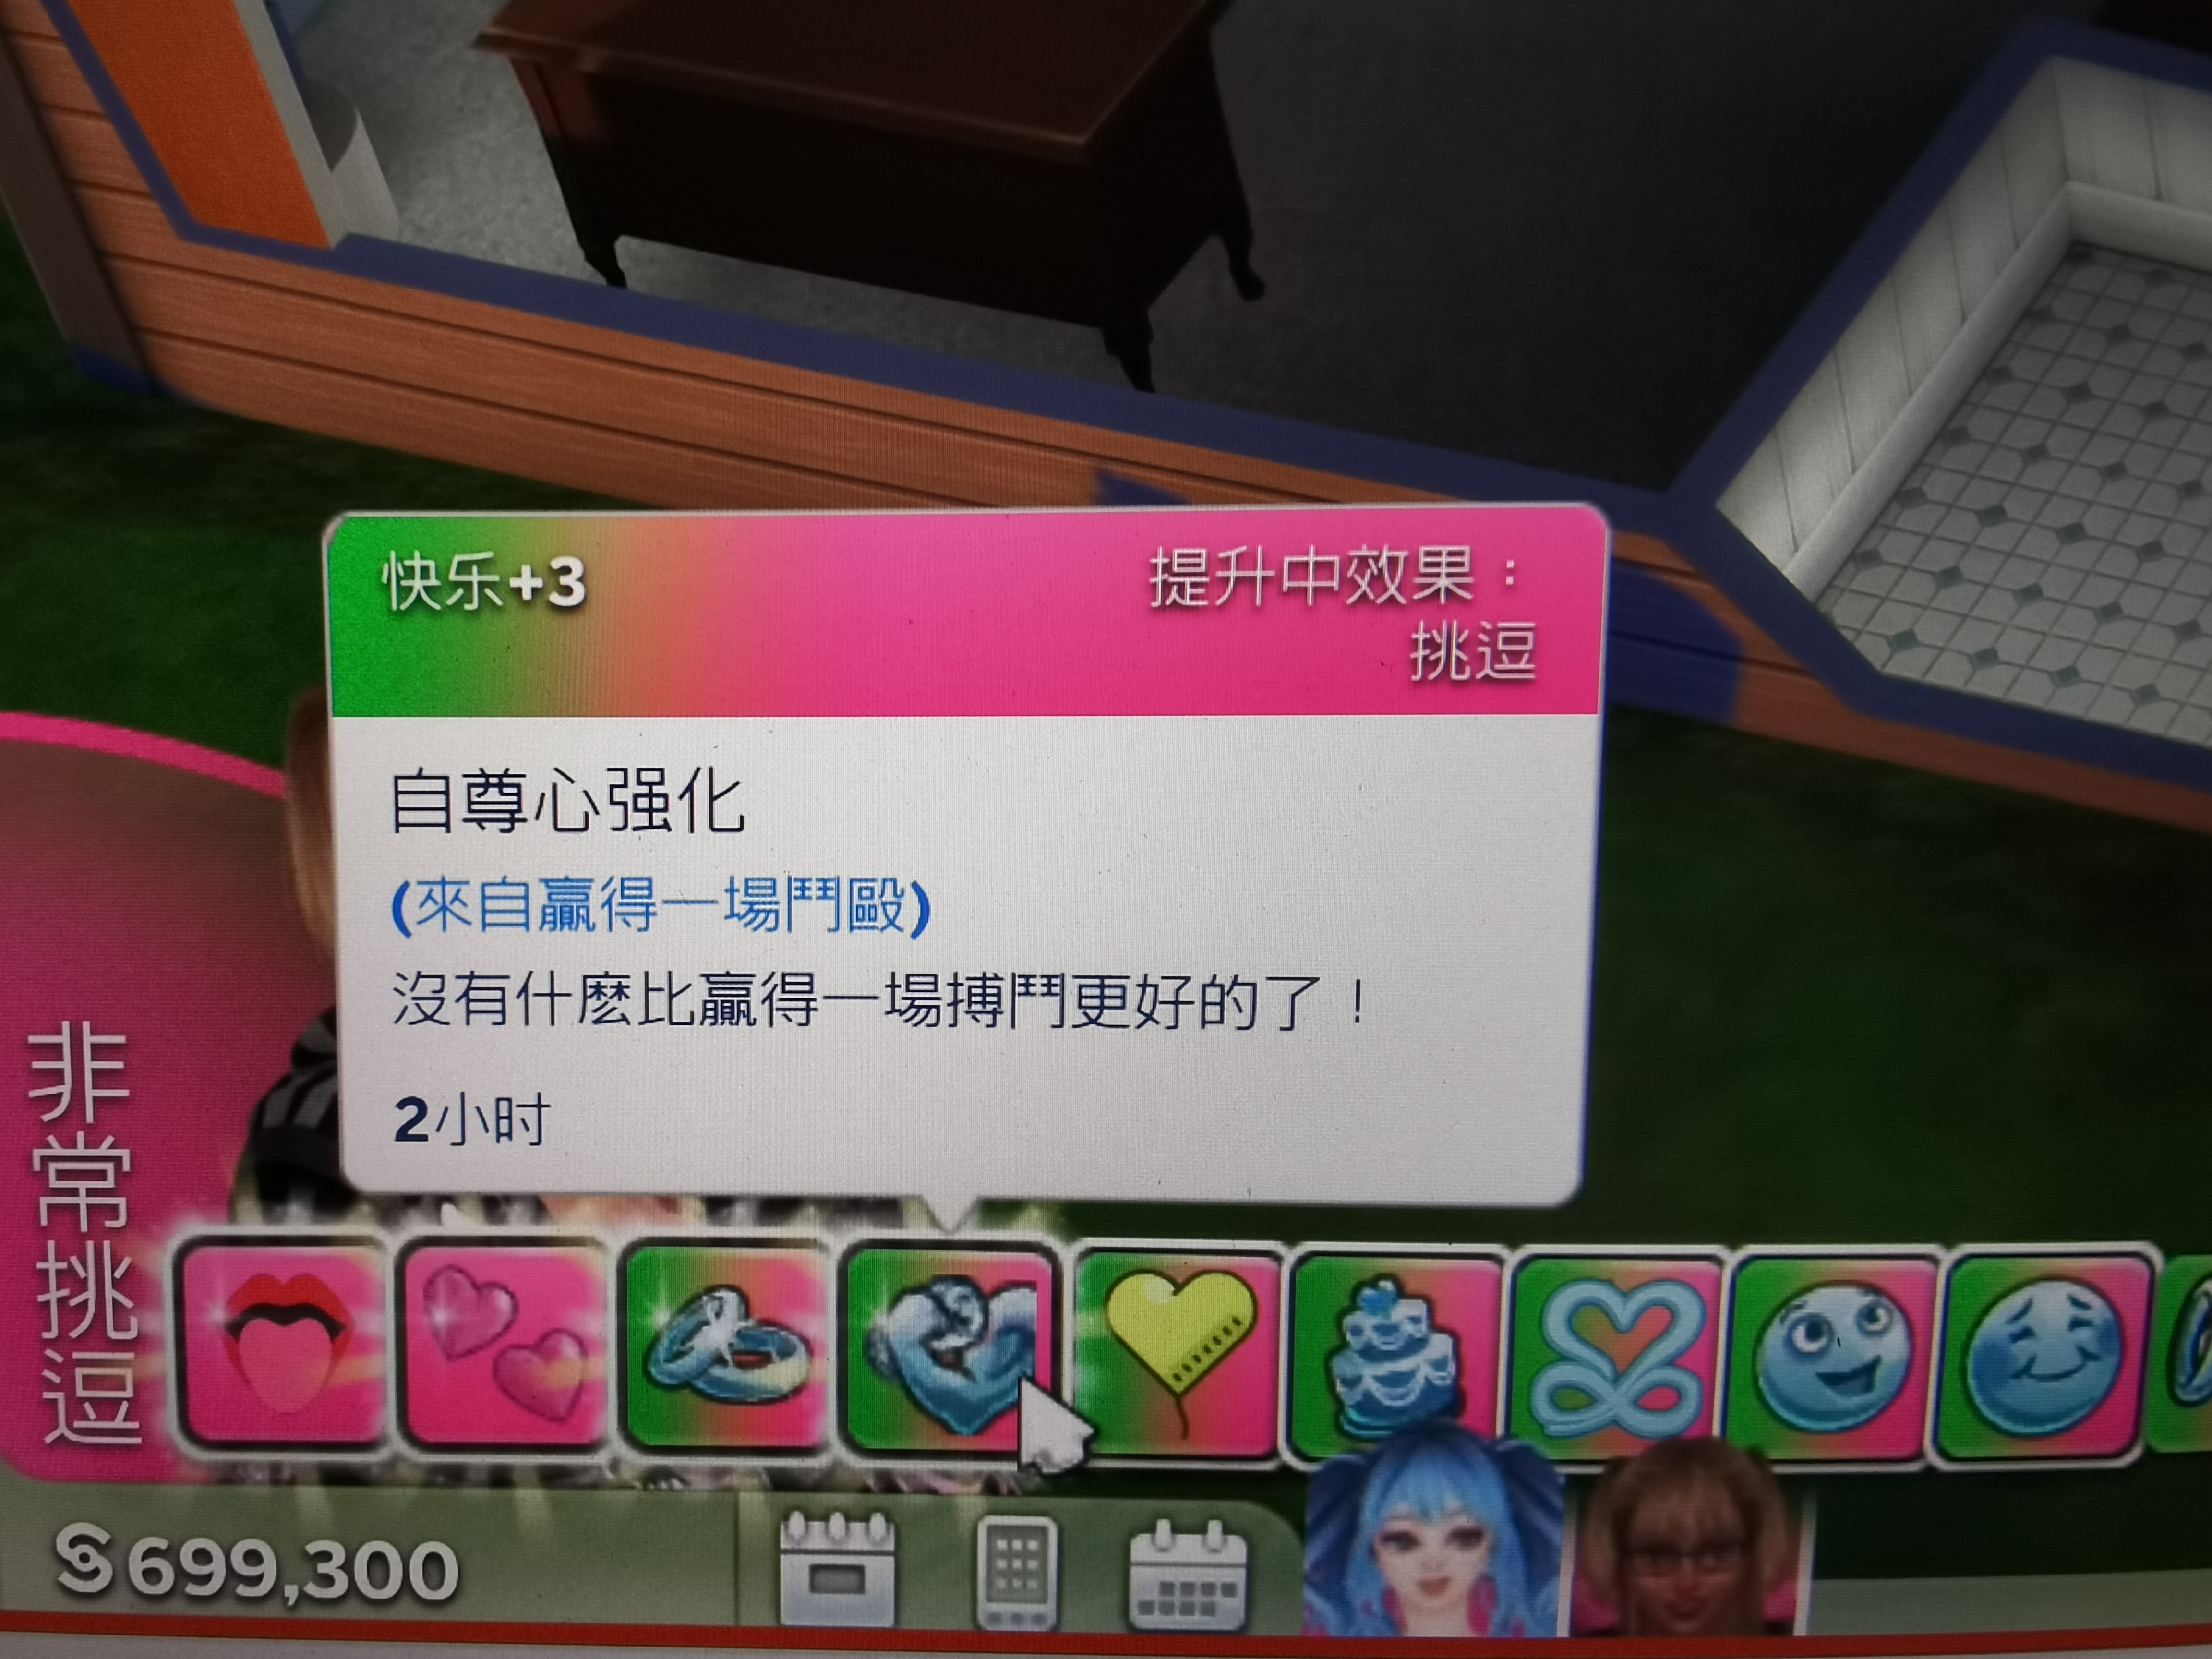 快乐+3
提升中效果：
挑逗
自尊心强化
(來自贏得一場鬥毆)
沒有什麽比贏得一場搏鬥更好的了！
2小时
非常挑逗
§699,300